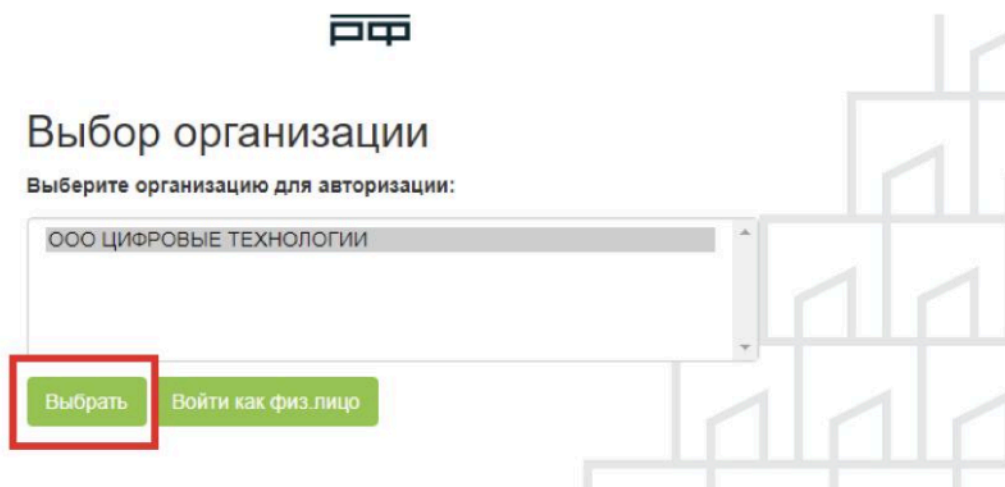 рф
Выбор организации
Выберите организацию для авторизации:
ООО ЦИФРОВЫЕ ТЕХНОЛОГИИ
Выбрать
Войти как физ.лицо